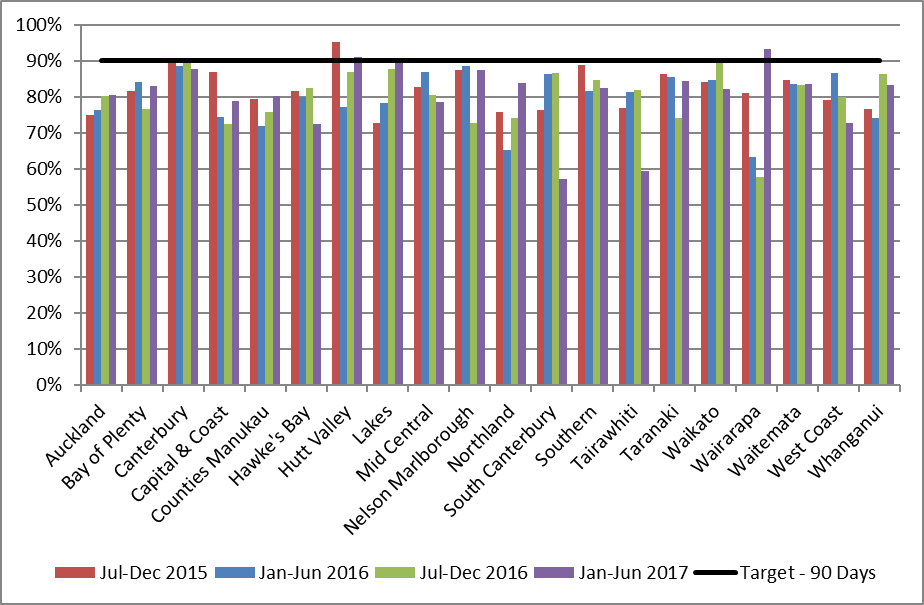 100%
90%
80%
70%
60%
50%
40%
30%
20%
10%
0%
Auckland
Bay of Plenty
Canterbury
Capital & Coast
Counties Manukau
Hawke's Bay
Hutt Valley
Lakes
Mid Central
Nelson Marlborough
Northland
South Canterbury
Southern
Tairawhiti
Taranaki
Waikato
Wairarapa
Waitemata
West Coast
Whanganui
Jul-Dec 2015 Jan-Jun 2016 Jul-Dec 2016 Jan-Jun 2017 Target - 90 Days